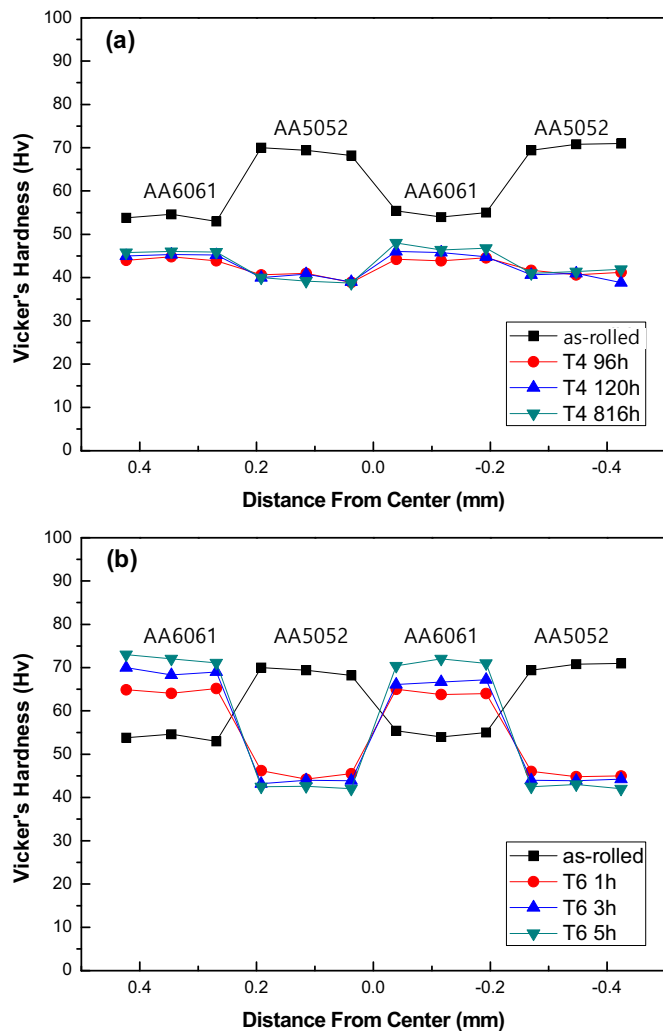 (a)
100
90
80
70
60
50
40
30
20
10
0
Vicker's Hardness (Hv)
AA5052
AA5052
AA6061
AA6061
as-rolled
T4 96h
T4 120h
T4 816h
0.4 0.2 0.0 -0.2 -0.4
Distance From Center (mm)
(b)
100
90
80
70
60
50
40
30
20
10
0
Vicker's Hardness (Hv)
AA6061 AA5052 AA6061 AA5052
as-rolled
T6 1h
T6 3h
T6 5h
0.4 0.2 0.0 -0.2 -0.4
Distance From Center (mm)